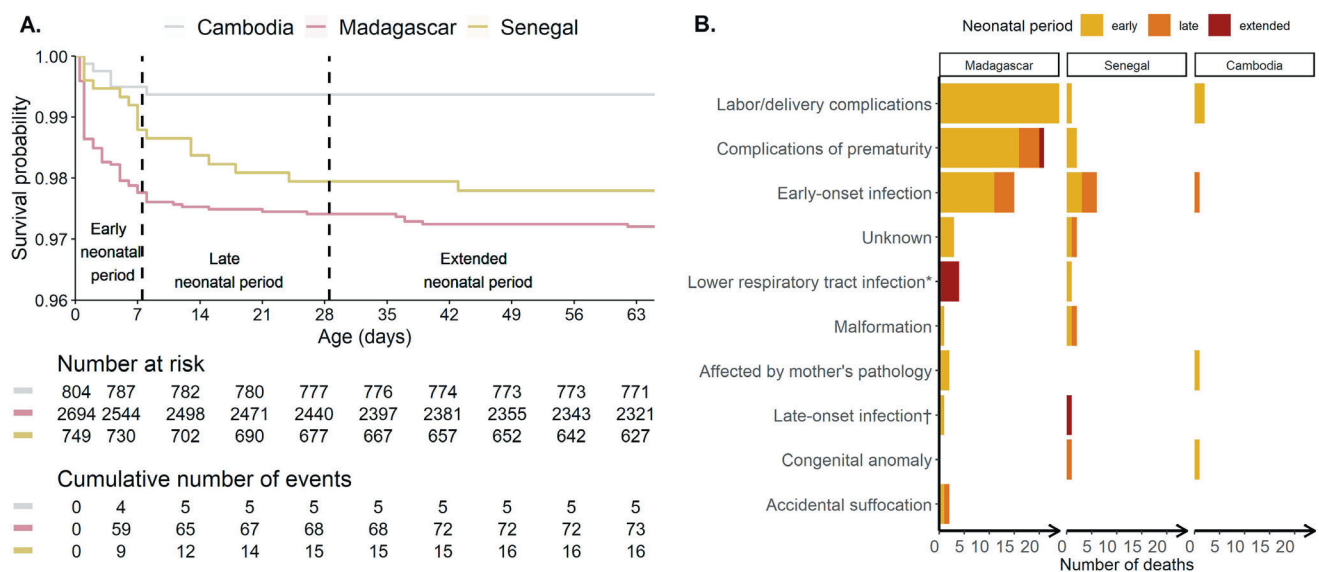 A.
Cambodia Madagascar Senegal
Survival probability
1.00
0.99
0.98
0.97
0.96
Early
neonatal
period
Late
neonatal period
Extended
neonatal period
0 7 14 21 28 35 42 49 56 63
Age (days)
Number at risk
804 787 782 780 777 776 774 773 773 771
2694 2544 2498 2471 2440 2397 2381 2355 2343 2321
749 730 702 690 677 667 657 652 642 627
Cumulative number of events
0 4 5 5 5 5 5 5 5 5
0 59 65 67 68 68 72 72 72 73
0 9 12 14 15 15 15 16 16 16
B.
Neonatal period early late extended
Madagascar Senegal Cambodia
Labor/delivery complications
Complications of prematurity
Early-onset infection
Unknown
Lower respiratory tract infection*
Malformation
Affected by mother's pathology
Late-onset infection†
Congenital anomaly
Accidental suffocation
0 5 10 15 20 0 5 10 15 20 0 5 10 15 20
Number of deaths